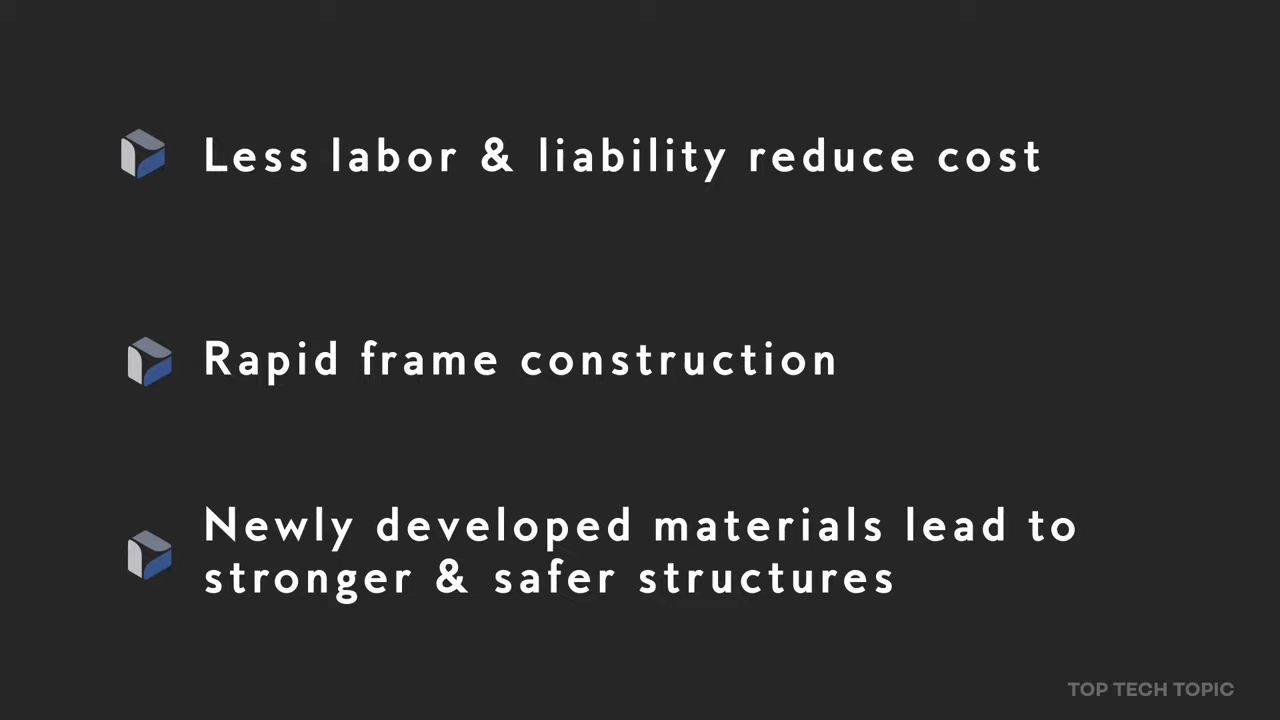 Less labor & liability reduce cost
Rapid frame construction
Newly developed materials lead to
stronger & safer structures
TOP TECH TOPIC